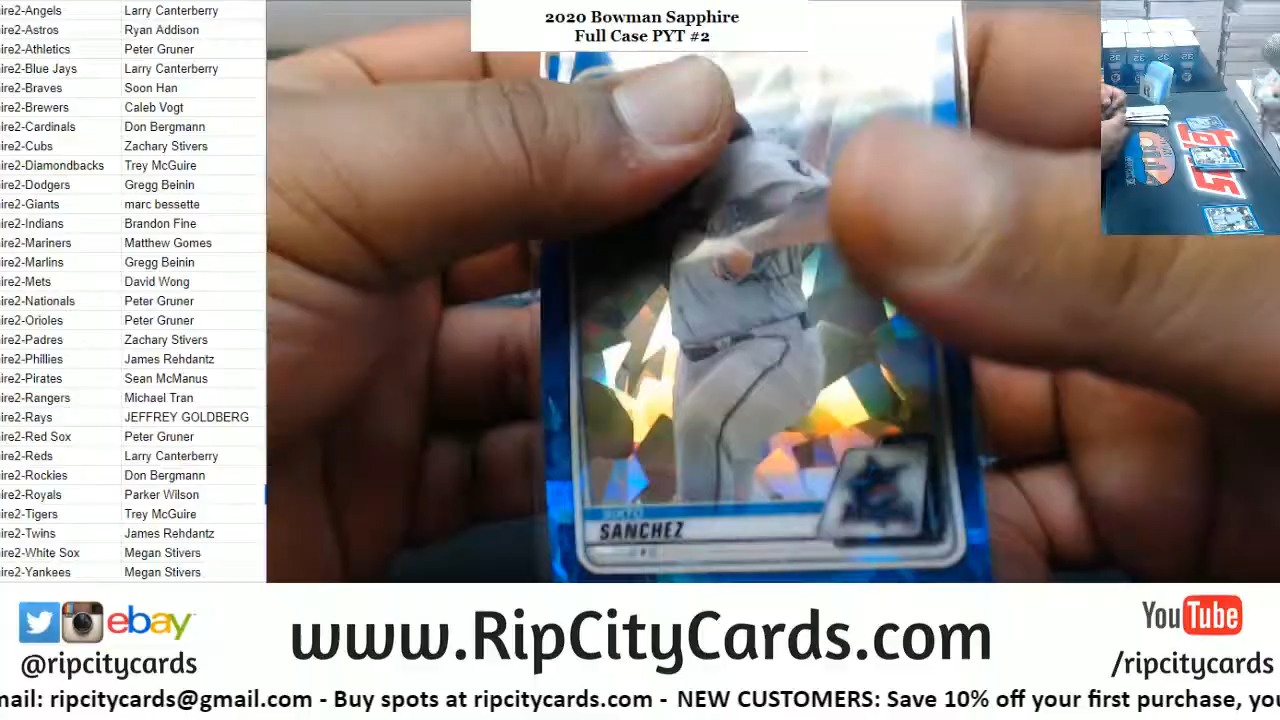 2020 Bowman Sapphire
Full Case PYT #2
ire2-Angels Larry Canterberry
ire2-Astros Ryan Addison
ire2-Athletics Peter Gruner
ire2-Blue Jays Larry Canterberry
ire2-Braves Soon Han
ire2-Brewers Caleb Vogt
ire2-Cardinals Don Bergmann
ire2-Cubs Zachary Stivers
ire2-Diamondbacks Trey McGuire
ire2-Dodgers Gregg Beinin
ire2-Giants marc bessette
ire2-Indians Brandon Fine
ire2-Mariners Matthew Gomes
ire2-Marlins Gregg Beinin
ire2-Mets David Wong
ire2-Nationals Peter Gruner
ire2-Orioles Peter Gruner
ire2-Padres Zachary Stivers
ire2-Phillies James Rehdantz
ire2-Pirates Sean McManus
ire2-Rangers Michael Tran
ire2-Rays JEFFREY GOLDBERG
ire2-Red Sox Peter Gruner
ire2-Reds Larry Canterberry
ire2-Rockies Don Bergmann
ire2-Royals Parker Wilson
ire2-Tigers Trey McGuire
ire2-Twins James Rehdantz
ire2-White Sox Megan Stivers
ire2-Yankees Megan Stivers
SIXTO
SANCHEZ
ebay
@ripcitycards
www.RipCityCards.com
YouTube
/ripcitycards
mail: ripcitycards@gmail.com - Buy spots at ripcitycards.com - NEW CUSTOMERS: Save 10% off your first purchase, you